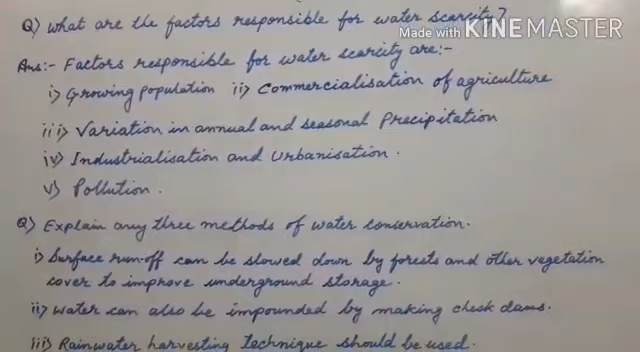 Q) What are the factors responsible for water scarcity?
Made with KINEMASTER
Ans:- Factors responsible for water scarcity are:-
i) Growing population ii) Commercialisation of agriculture
iii) Variation in annual and seasonal Precipitation
iv) Industrialisation and Urbanisation.
v) Pollution.
Q) Explain any three methods of water conservation.
i) Surface run-off can be slowed down by forests and other vegetation
cover to improve underground storage.
ii) Water can also be impounded by making check dams.
iii) Rainwater harvesting technique should be used.